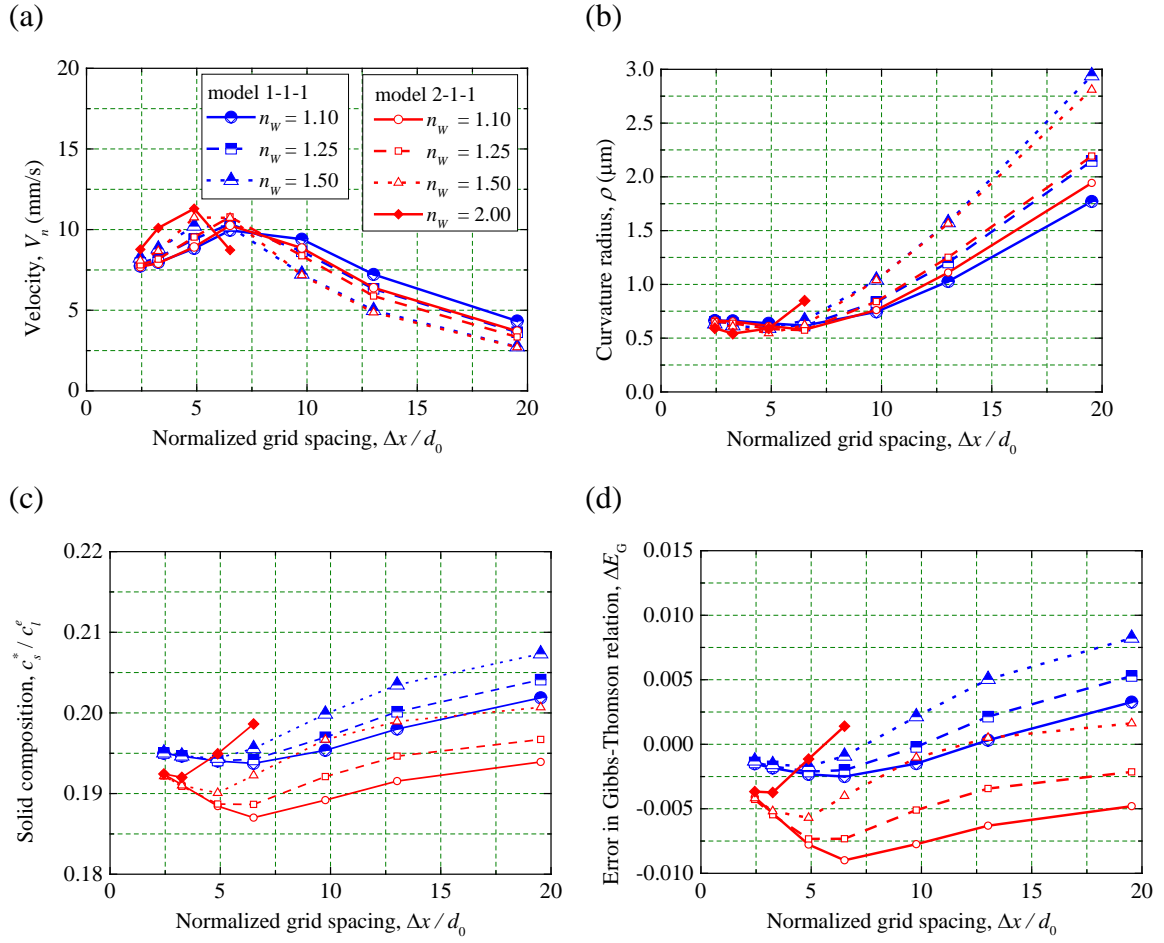 (a)
20
15
10
5
0
0 5 10 15 20
Velocity, V_n (mm/s)
Normalized grid spacing, Δx / d_0
model 1-1-1
n_W = 1.10
n_W = 1.25
n_W = 1.50
model 2-1-1
n_W = 1.10
n_W = 1.25
n_W = 1.50
n_W = 2.00
(b)
3.0
2.5
2.0
1.5
1.0
0.5
0.0
0 5 10 15 20
Curvature radius, ρ (μm)
Normalized grid spacing, Δx / d_0
(c)
0.22
0.21
0.20
0.19
0.18
0 5 10 15 20
Solid composition, c_s^* / c_l^e
Normalized grid spacing, Δx / d_0
(d)
0.015
0.010
0.005
0.000
-0.005
-0.010
0 5 10 15 20
Error in Gibbs-Thomson relation, ΔE_G
Normalized grid spacing, Δx / d_0